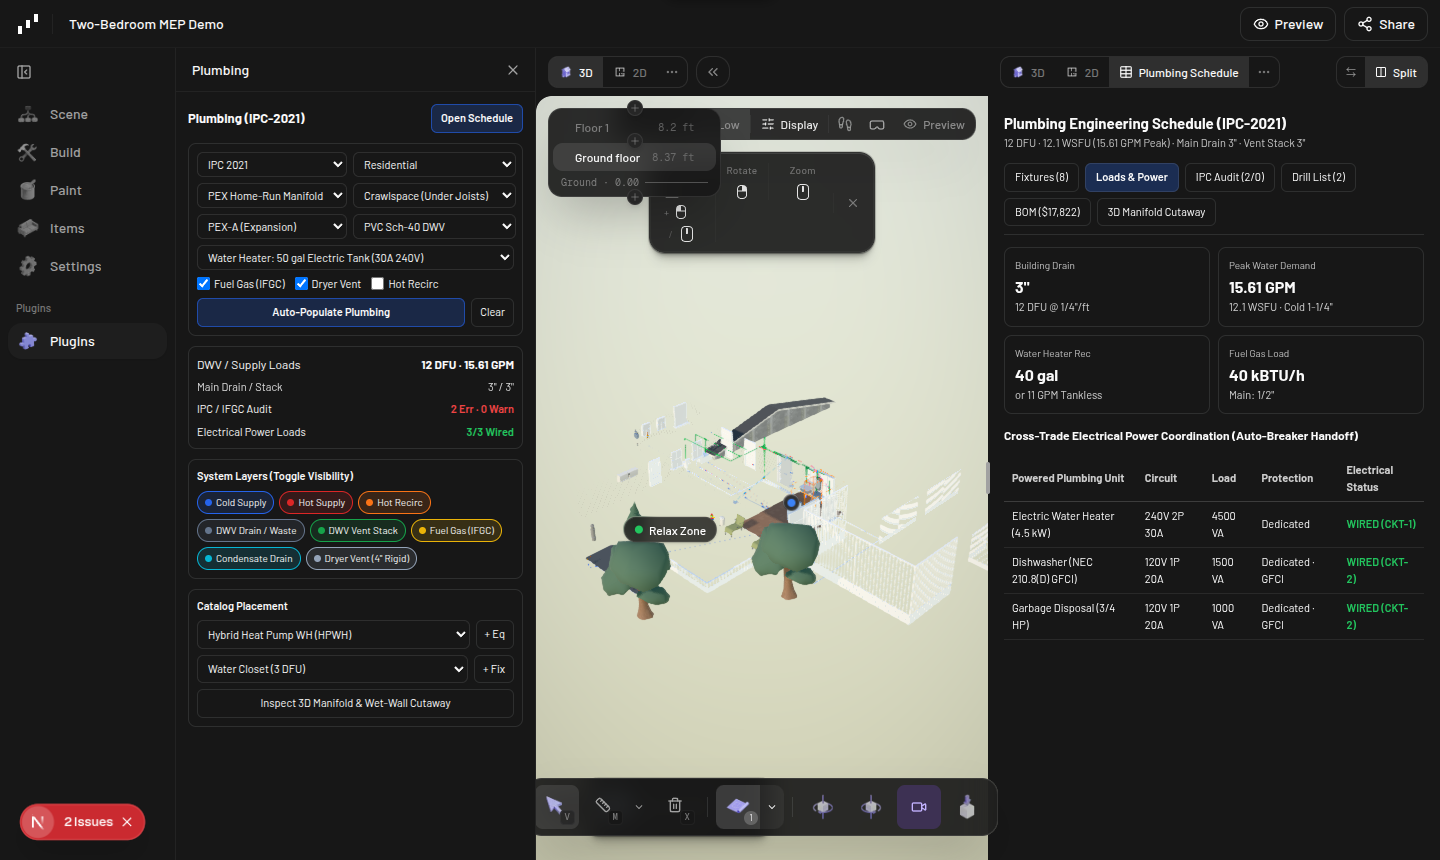 Two-Bedroom MEP Demo
Preview
Share
Scene
Build
Paint
Items
Settings
Plugins
Plugins
N
2 Issues
Plumbing
Plumbing (IPC-2021)
Open Schedule
IPC 2021
Residential
PEX Home-Run Manifold
Crawlspace (Under Joists)
PEX-A (Expansion)
PVC Sch-40 DWV
Water Heater: 50 gal Electric Tank (30A 240V)
Fuel Gas (IFGC)
Dryer Vent
Hot Recirc
Auto-Populate Plumbing
Clear
DWV / Supply Loads
12 DFU · 15.61 GPM
Main Drain / Stack
3" / 3"
IPC / IFGC Audit
2 Err · 0 Warn
Electrical Power Loads
3/3 Wired
System Layers (Toggle Visibility)
Cold Supply
Hot Supply
Hot Recirc
DWV Drain / Waste
DWV Vent Stack
Fuel Gas (IFGC)
Condensate Drain
Dryer Vent (4" Rigid)
Catalog Placement
Hybrid Heat Pump WH (HPWH)
+ Eq
Water Closet (3 DFU)
+ Fix
Inspect 3D Manifold & Wet-Wall Cutaway
3D
2D
Floor 1
8.2 ft
Ground floor
8.37 ft
Ground · 0.00
Low
Display
Preview
Rotate
Zoom
+
/
Relax Zone
V
M
X
1
3D
2D
Plumbing Schedule
Split
Plumbing Engineering Schedule (IPC-2021)
12 DFU · 12.1 WSFU (15.61 GPM Peak) · Main Drain 3" · Vent Stack 3"
Fixtures (8)
Loads & Power
IPC Audit (2/0)
Drill List (2)
BOM ($17,822)
3D Manifold Cutaway
Building Drain
3"
12 DFU @ 1/4"/ft
Peak Water Demand
15.61 GPM
12.1 WSFU · Cold 1-1/4"
Water Heater Rec
40 gal
or 11 GPM Tankless
Fuel Gas Load
40 kBTU/h
Main: 1/2"
Cross-Trade Electrical Power Coordination (Auto-Breaker Handoff)
Powered Plumbing Unit
Circuit
Load
Protection
Electrical
Status
Electric Water Heater
(4.5 kW)
240V 2P
30A
4500
VA
Dedicated
WIRED (CKT-1)
Dishwasher (NEC
210.8(D) GFCI)
120V 1P
20A
1500
VA
Dedicated ·
GFCI
WIRED (CKT-
2)
Garbage Disposal (3/4
HP)
120V 1P
20A
1000
VA
Dedicated ·
GFCI
WIRED (CKT-
2)